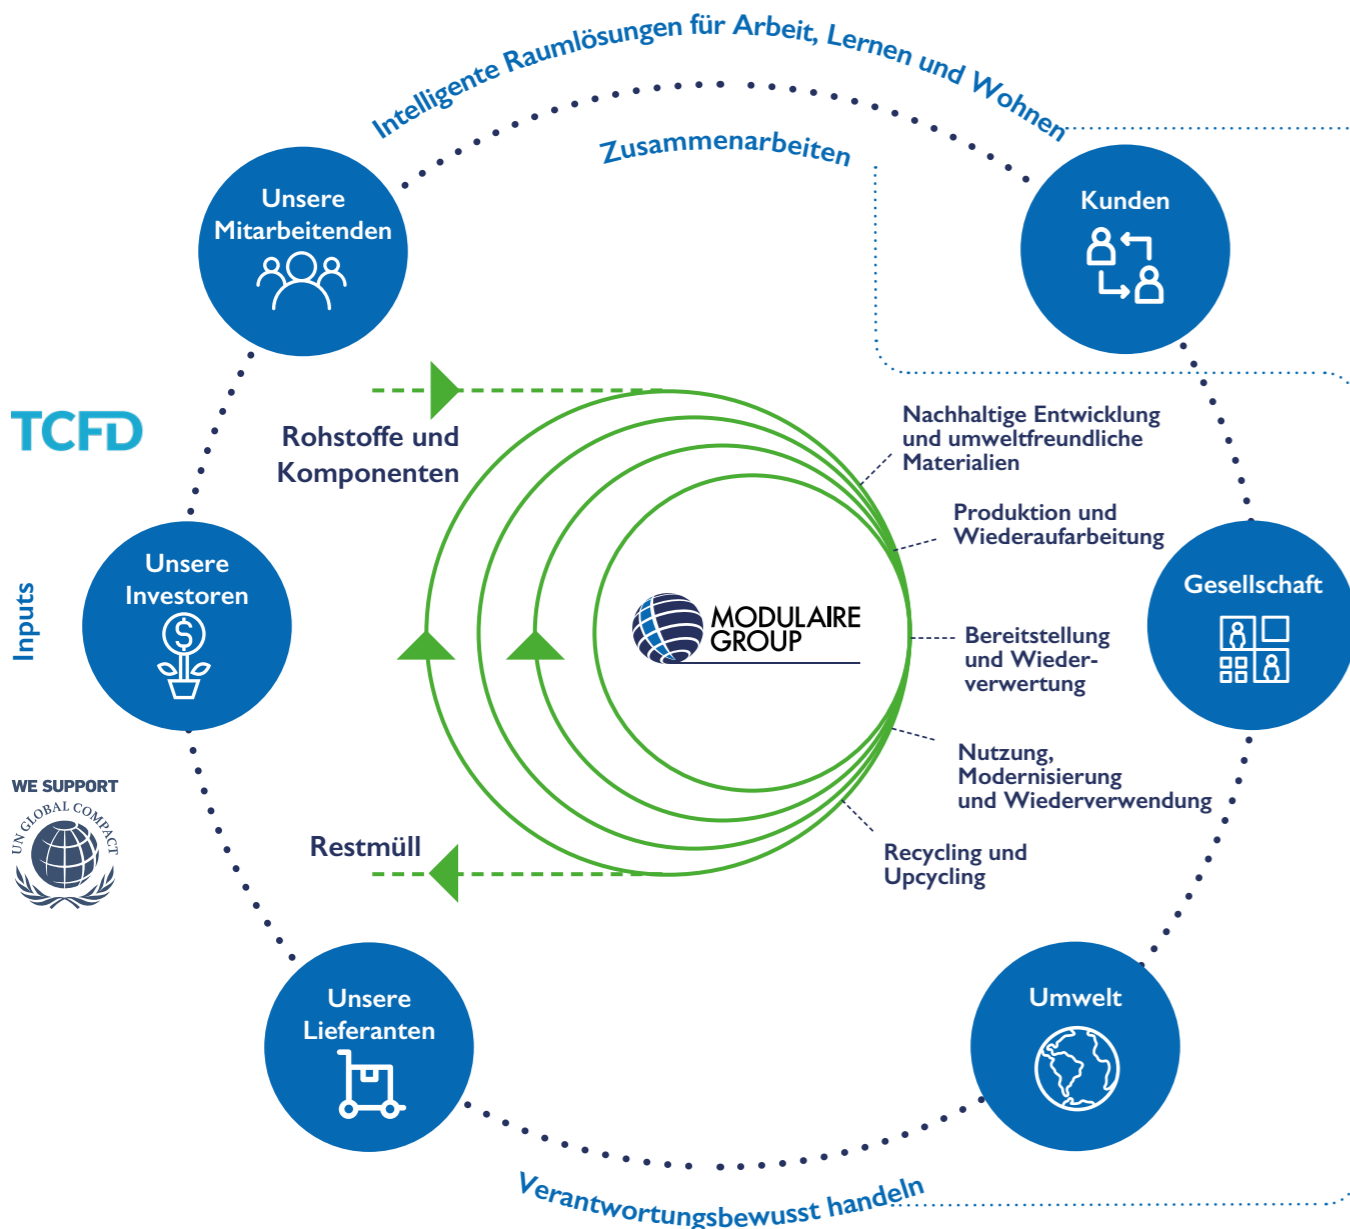 Intelligente Raumlösungen für Arbeit, Lernen und Wohnen
Zusammenarbeiten
Unsere
Mitarbeitenden
Kunden
TCFD
Rohstoffe und
Komponenten
Nachhaltige Entwicklung
und umweltfreundliche
Materialien
Produktion und
Wiederaufarbeitung
Inputs
Unsere
Investoren
$
MODULAIRE
GROUP
Gesellschaft
Bereitstellung
und Wieder-
verwertung
Nutzung,
Modernisierung
und Wiederverwendung
WE SUPPORT
UN GLOBAL COMPACT
Restmüll
Recycling und
Upcycling
Unsere
Lieferanten
Umwelt
Verantwortungsbewusst handeln